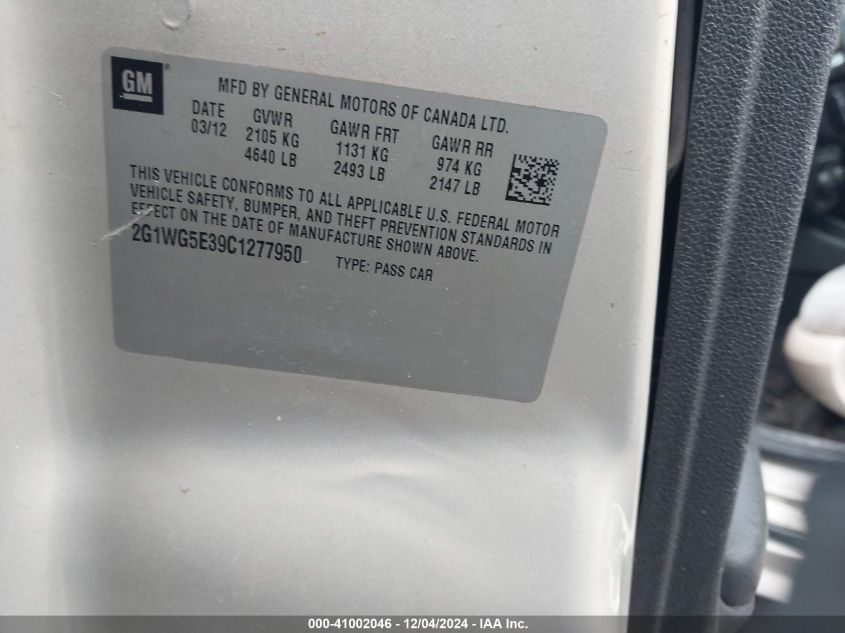 GM ®
MFD BY GENERAL MOTORS OF CANADA LTD.
DATE GVWR GAWR FRT GAWR RR
03/12 2105 KG 1131 KG 974 KG
4640 LB 2493 LB 2147 LB
THIS VEHICLE CONFORMS TO ALL APPLICABLE U.S. FEDERAL MOTOR
VEHICLE SAFETY, BUMPER, AND THEFT PREVENTION STANDARDS IN
EFFECT ON THE DATE OF MANUFACTURE SHOWN ABOVE.
2G1WG5E39C1277950 TYPE: PASS CAR
000-41002046 - 12/04/2024 - IAA Inc.